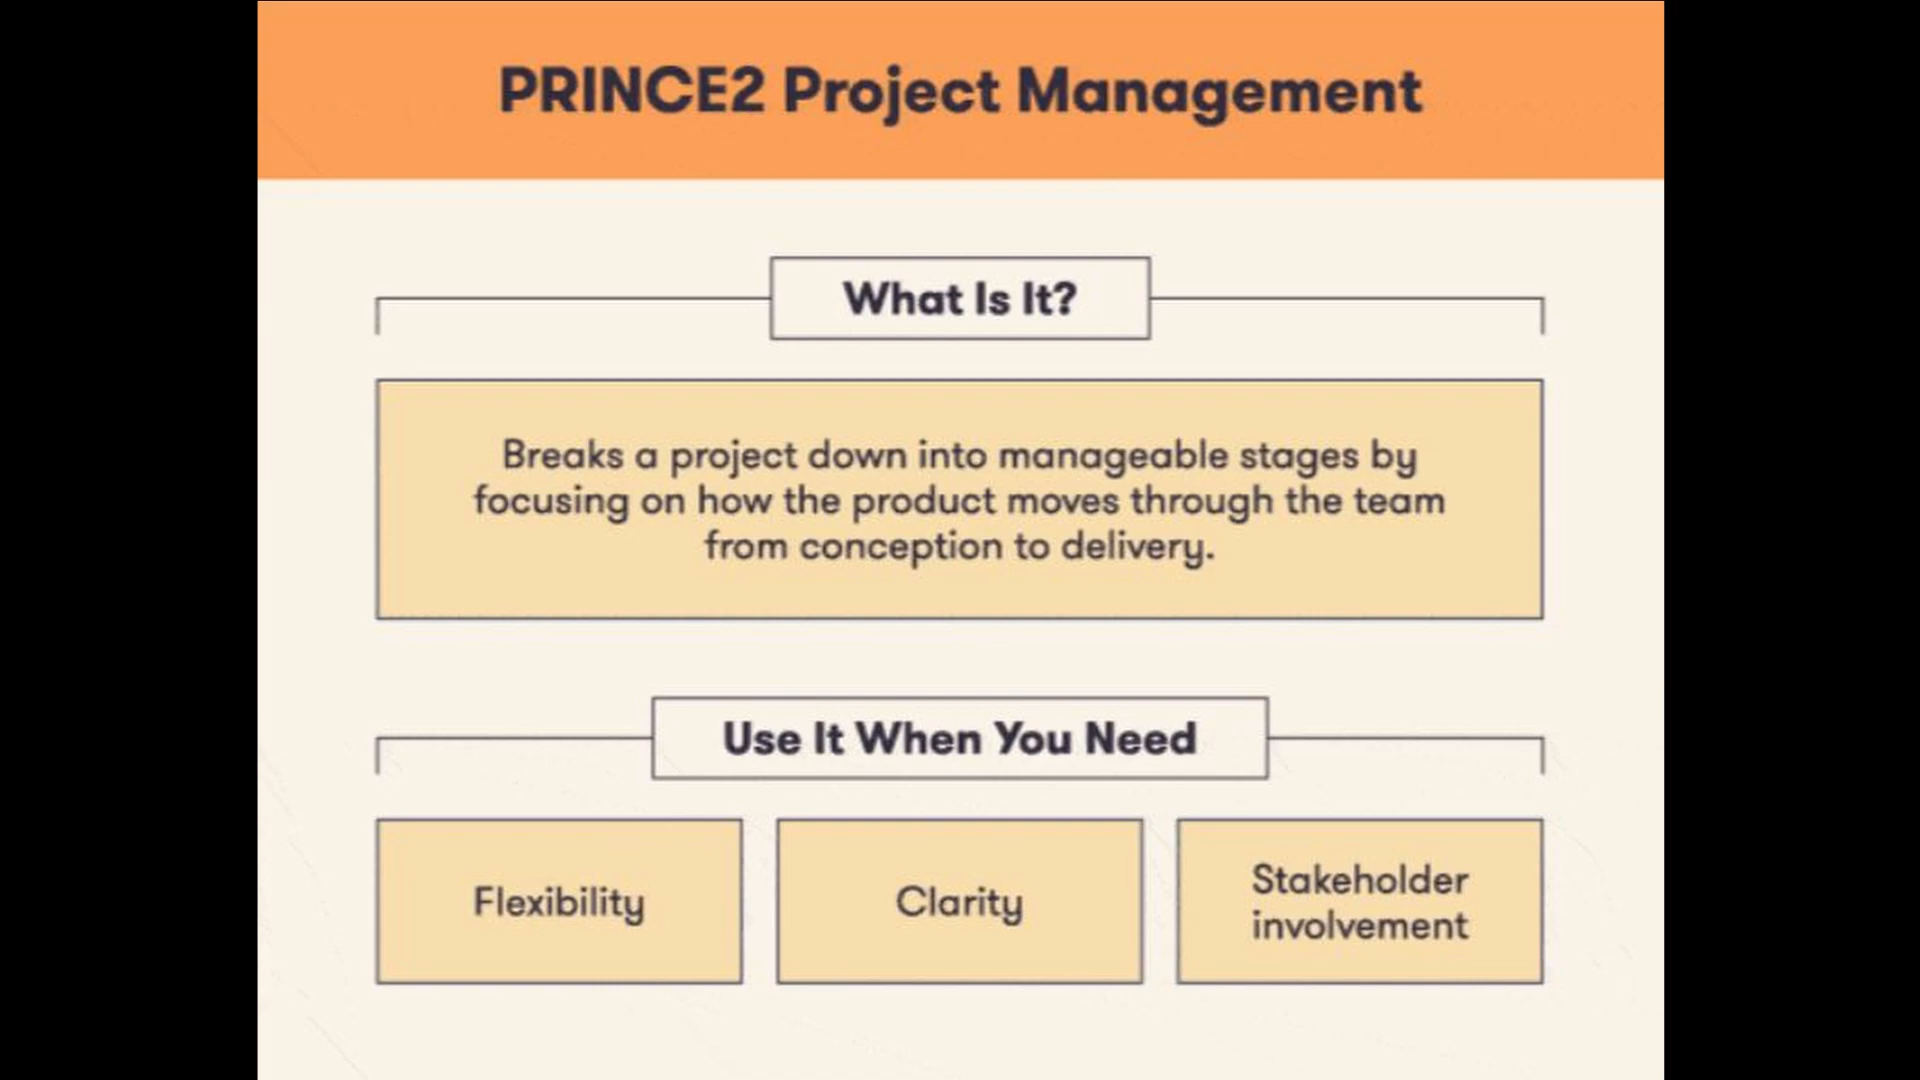 PRINCE2 Project Management
What Is It?
Breaks a project down into manageable stages by
focusing on how the product moves through the team
from conception to delivery.
Use It When You Need
Flexibility
Clarity
Stakeholder
involvement